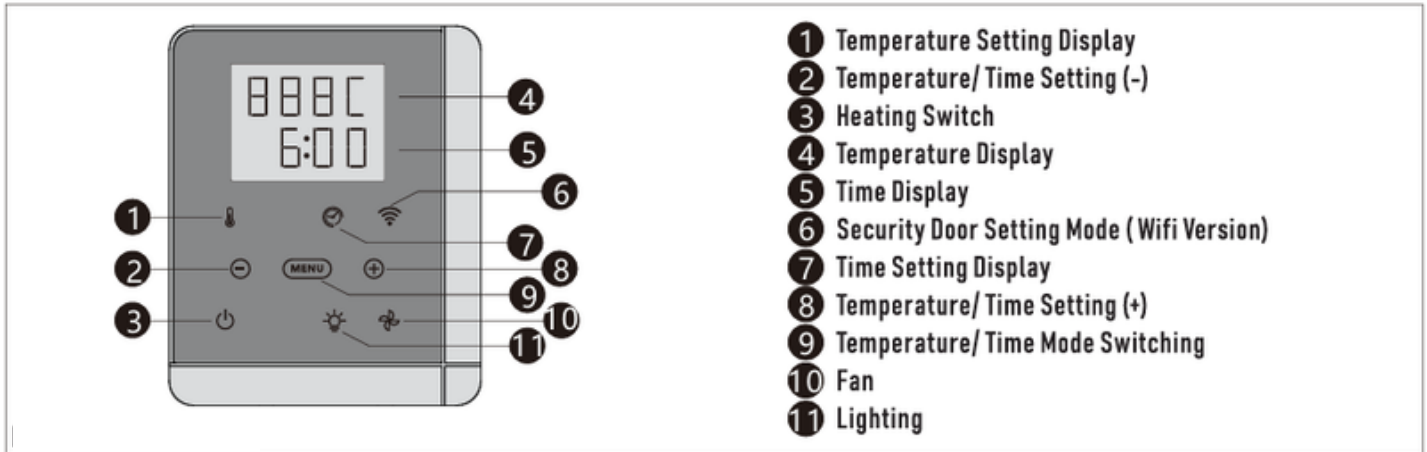 888C
6:00
4
5
6
1
7
2
MENU
8
9
3
10
11
1 Temperature Setting Display
2 Temperature/ Time Setting (-)
3 Heating Switch
4 Temperature Display
5 Time Display
6 Security Door Setting Mode ( Wifi Version)
7 Time Setting Display
8 Temperature/ Time Setting (+)
9 Temperature/ Time Mode Switching
10 Fan
11 Lighting